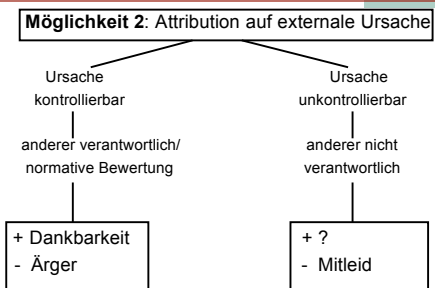 Möglichkeit 2: Attribution auf externale Ursache
Ursache
kontrollierbar
anderer verantwortlich/
normative Bewertung
+ Dankbarkeit
- Ärger
Ursache
unkontrollierbar
anderer nicht
verantwortlich
+ ?
- Mitleid